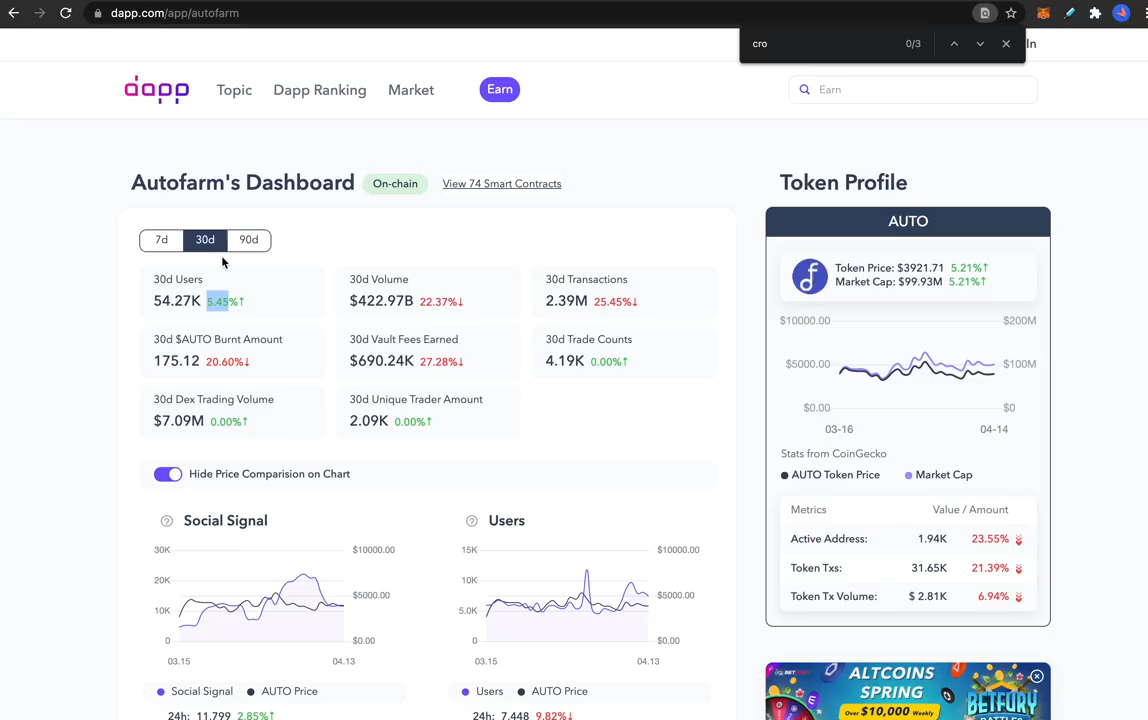 dapp.com/app/autofarm
cro 0/3
In
dapp Topic Dapp Ranking Market Earn Earn
Autofarm's Dashboard On-chain View 74 Smart Contracts
7d 30d 90d
30d Users 30d Volume 30d Transactions
54.27K 5.45%↑ $422.97B 22.37%↓ 2.39M 25.45%↓
30d $AUTO Burnt Amount 30d Vault Fees Earned 30d Trade Counts
175.12 20.60%↓ $690.24K 27.28%↓ 4.19K 0.00%↑
30d Dex Trading Volume 30d Unique Trader Amount
$7.09M 0.00%↑ 2.09K 0.00%↑
Hide Price Comparision on Chart
Social Signal
30K $10000.00
20K
$5000.00
10K
0 $0.00
03.15 04.13
Social Signal AUTO Price
24h: 11,799 2.85%↑
Users
15K $10000.00
10K
$5000.00
5.0K
0 $0.00
03.15 04.13
Users AUTO Price
24h: 7,448 9.82%↓
Token Profile
AUTO
Token Price: $3921.71 5.21%↑
Market Cap: $99.93M 5.21%↑
$10000.00 $200M
$5000.00 $100M
$0.00 $0
03-16 04-14
Stats from CoinGecko
AUTO Token Price Market Cap
Metrics Value / Amount
Active Address: 1.94K 23.55%
Token Txs: 31.65K 21.39%
Token Tx Volume: $ 2.81K 6.94%
ALTCOINS
SPRING
Over $10,000 Weekly
BETFURY